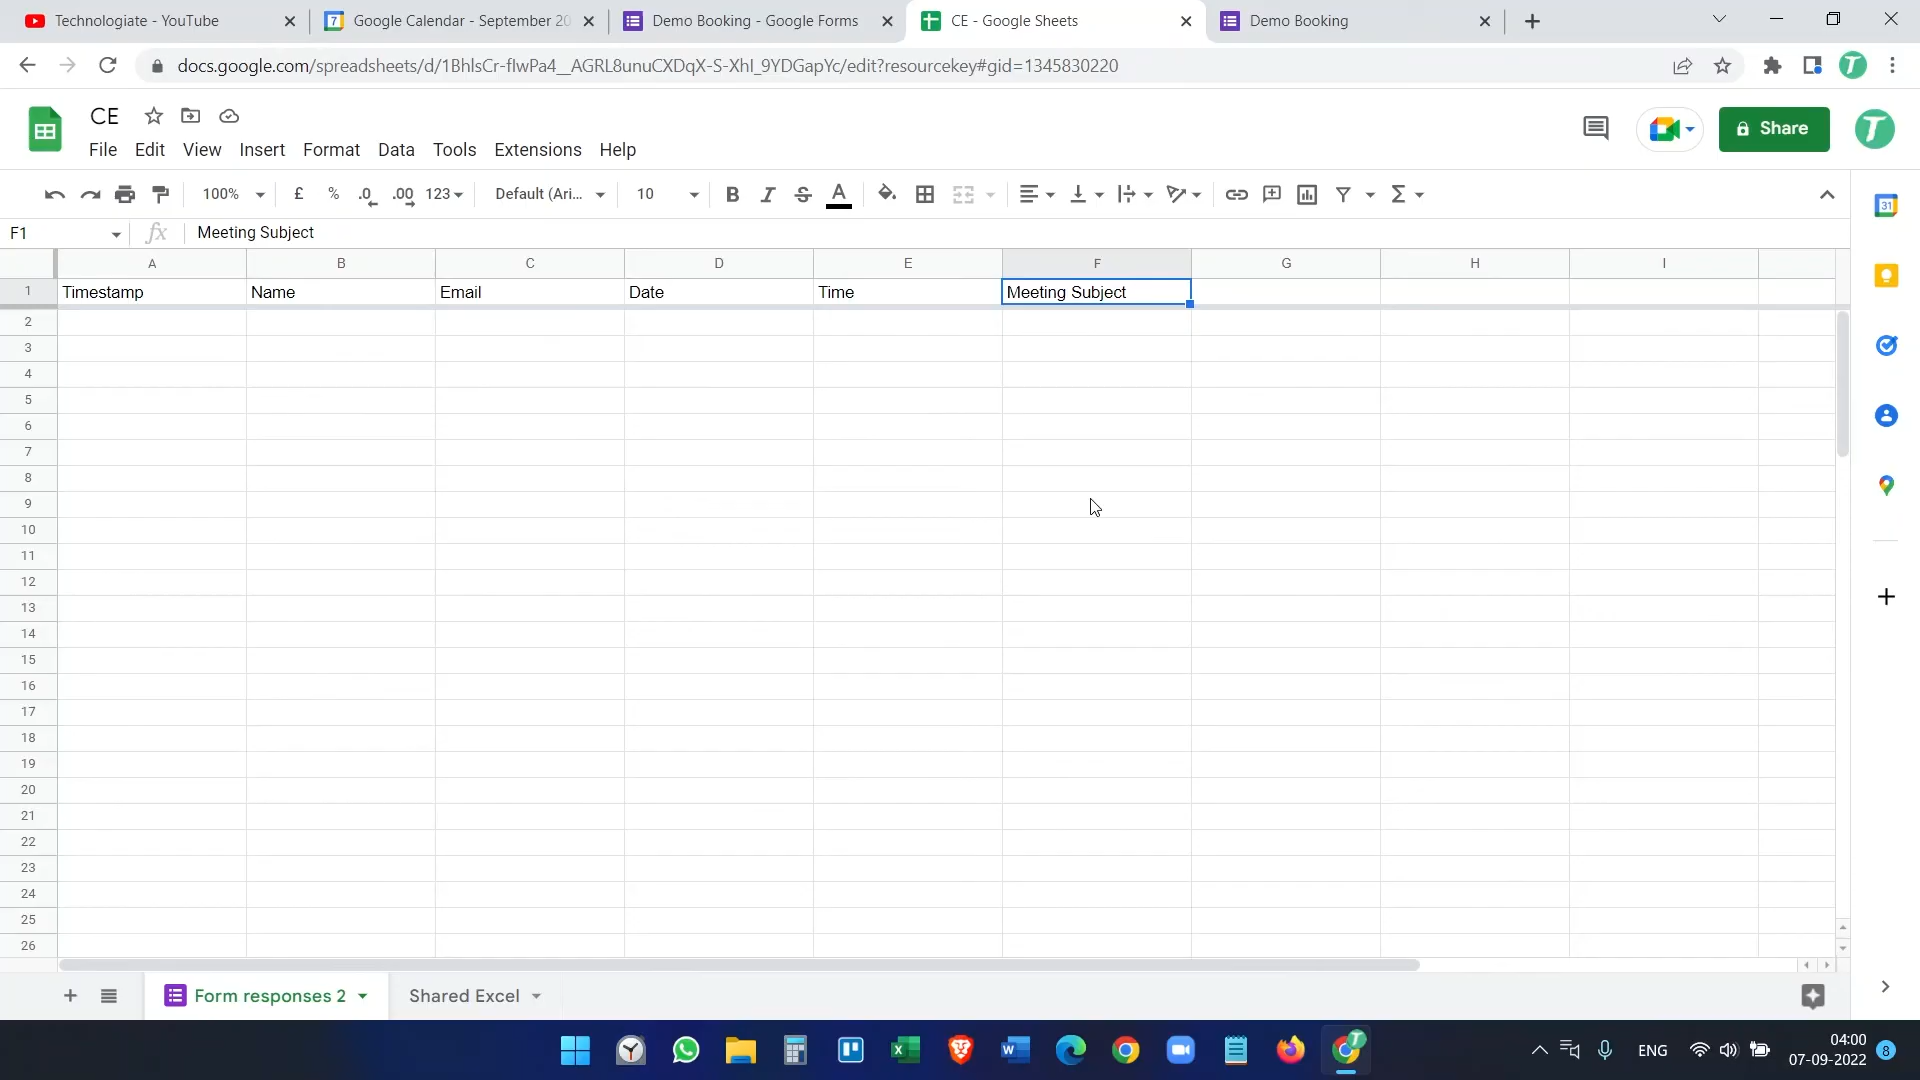 Technologiate - YouTube
Google Calendar - September 20
Demo Booking - Google Forms
CE - Google Sheets
Demo Booking
docs.google.com/spreadsheets/d/1BhlsCr-flwPa4__AGRL8unuCXDqX-S-XhI_9YDGapYc/edit?resourcekey#gid=1345830220
CE
Share
File Edit View Insert Format Data Tools Extensions Help
100% £ % .0 .00 123 Default (Ari... 10 B I S A
31
F1 fx Meeting Subject
A B C D E F G H I
1 Timestamp Name Email Date Time Meeting Subject
2
3
4
5
6
7
8
9
10
11
12
13
14
15
16
17
18
19
20
21
22
23
24
25
26
Form responses 2
Shared Excel
ENG
04:00
07-09-2022
8